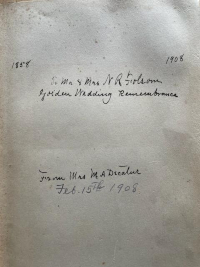 1858 1908
To Mr & Mrs N R Folsom
Golden Wedding Remembrance
From Mrs M A Decatur
Feb. 15th 1908